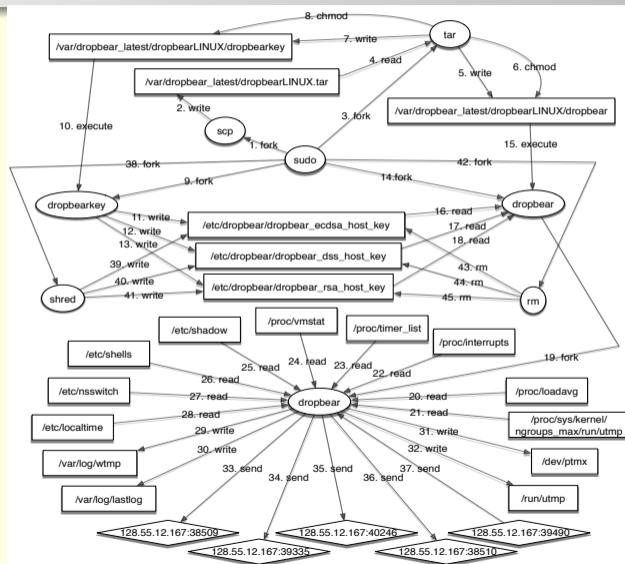 8. chmod
tar
7. write
/var/dropbear_latest/dropbearLINUX/dropbearkey
4. read
6. chmod
5. write
/var/dropbear_latest/dropbearLINUX.tar
2. write
3. fork
/var/dropbear_latest/dropbearLINUX/dropbear
10. execute
scp
1. fork
15. execute
sudo
38. fork
42. fork
9. fork
14.fork
dropbearkey
dropbear
11. write
16. read
/etc/dropbear/dropbear_ecdsa_host_key
12. write
17. read
13. write
18. read
39. write
/etc/dropbear/dropbear_dss_host_key
43. rm
40. write
44. rm
/etc/dropbear/dropbear_rsa_host_key
shred
41. write
45. rm
rm
/proc/vmstat
/etc/shadow
/proc/timer_list
/proc/interrupts
/etc/shells
24. read
23. read
19. fork
25. read
22. read
26. read
/etc/nsswitch
27. read
20. read
/proc/loadavg
dropbear
28. read
21. read
/etc/localtime
/proc/sys/kernel/
ngroups_max/run/utmp
29. write
31. write
30. write
32. write
/var/log/wtmp
/dev/ptmx
33. send
35. send
37. send
34. send
36. send
/var/log/lastlog
/run/utmp
128.55.12.167:38509
128.55.12.167:40246
128.55.12.167:39490
128.55.12.167:39335
128.55.12.167:38510